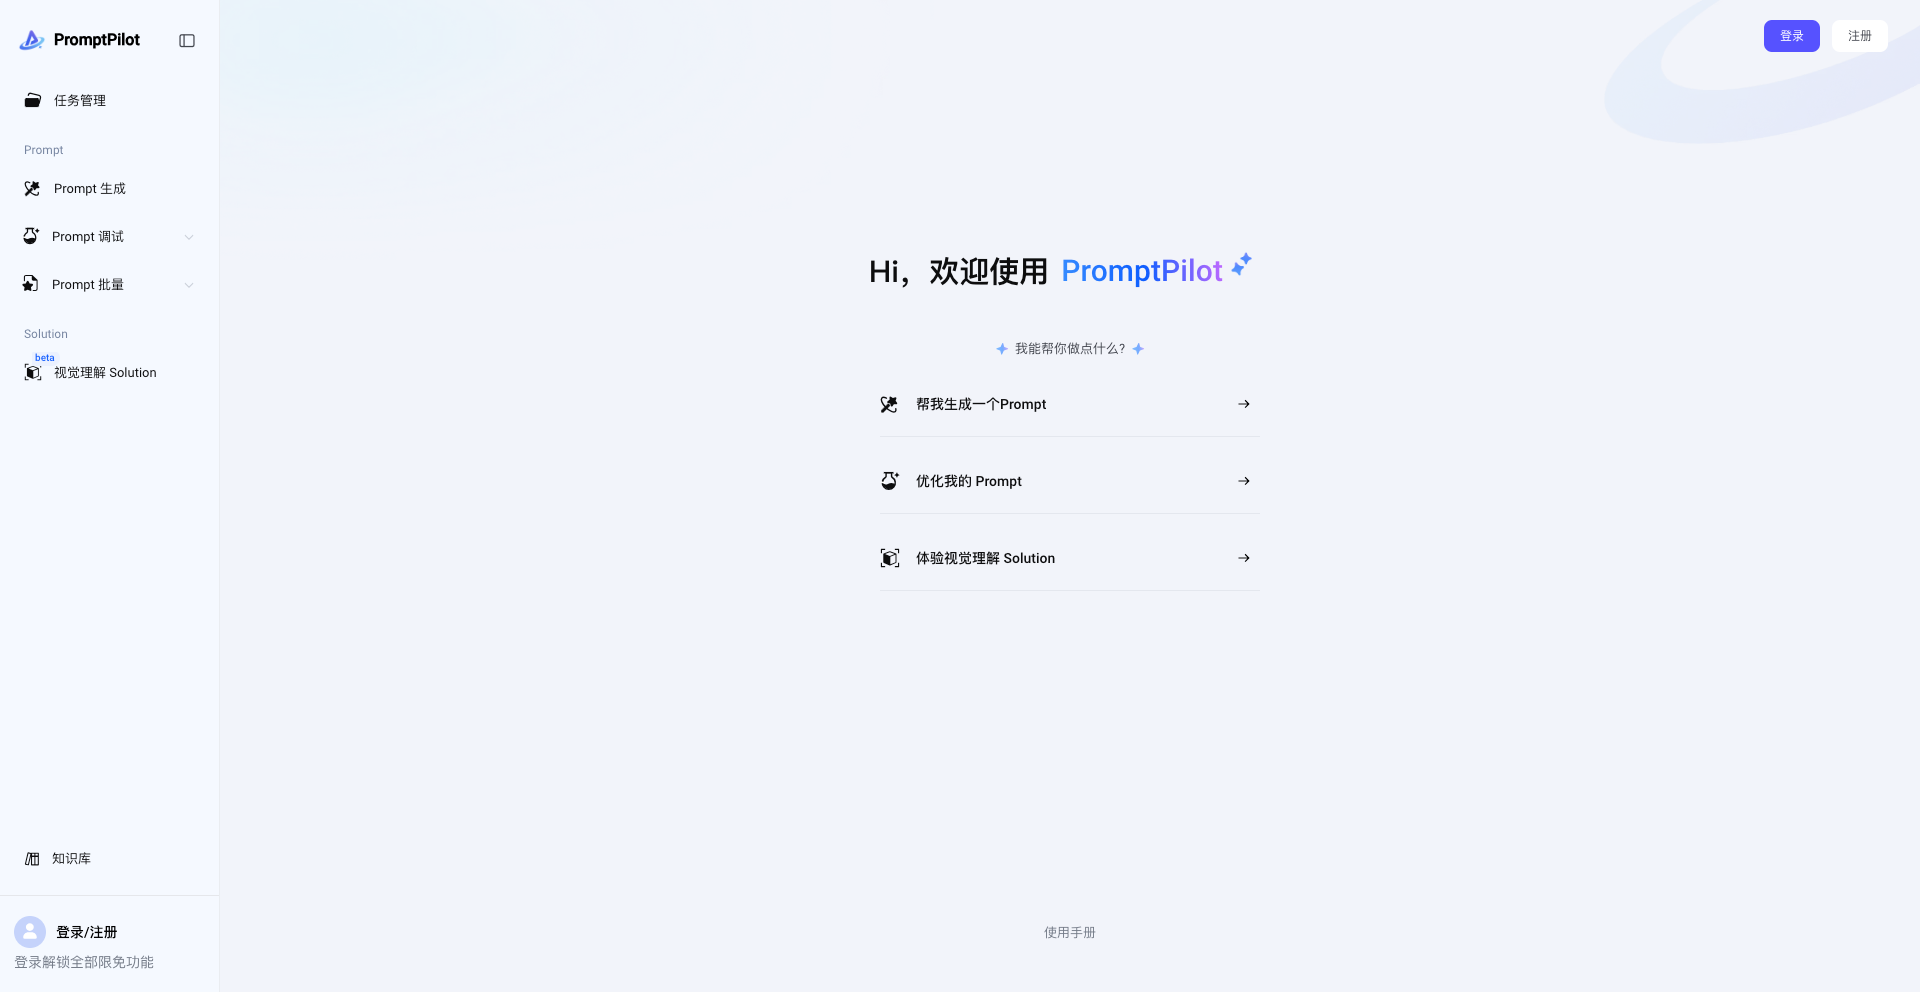 PromptPilot
任务管理
Prompt
Prompt 生成
Prompt 调试
Prompt 批量
Solution
beta
视觉理解 Solution
知识库
登录/注册
登录解锁全部限免功能
登录
注册
Hi，欢迎使用 PromptPilot
我能帮你做点什么?
帮我生成一个Prompt
优化我的 Prompt
体验视觉理解 Solution
使用手册